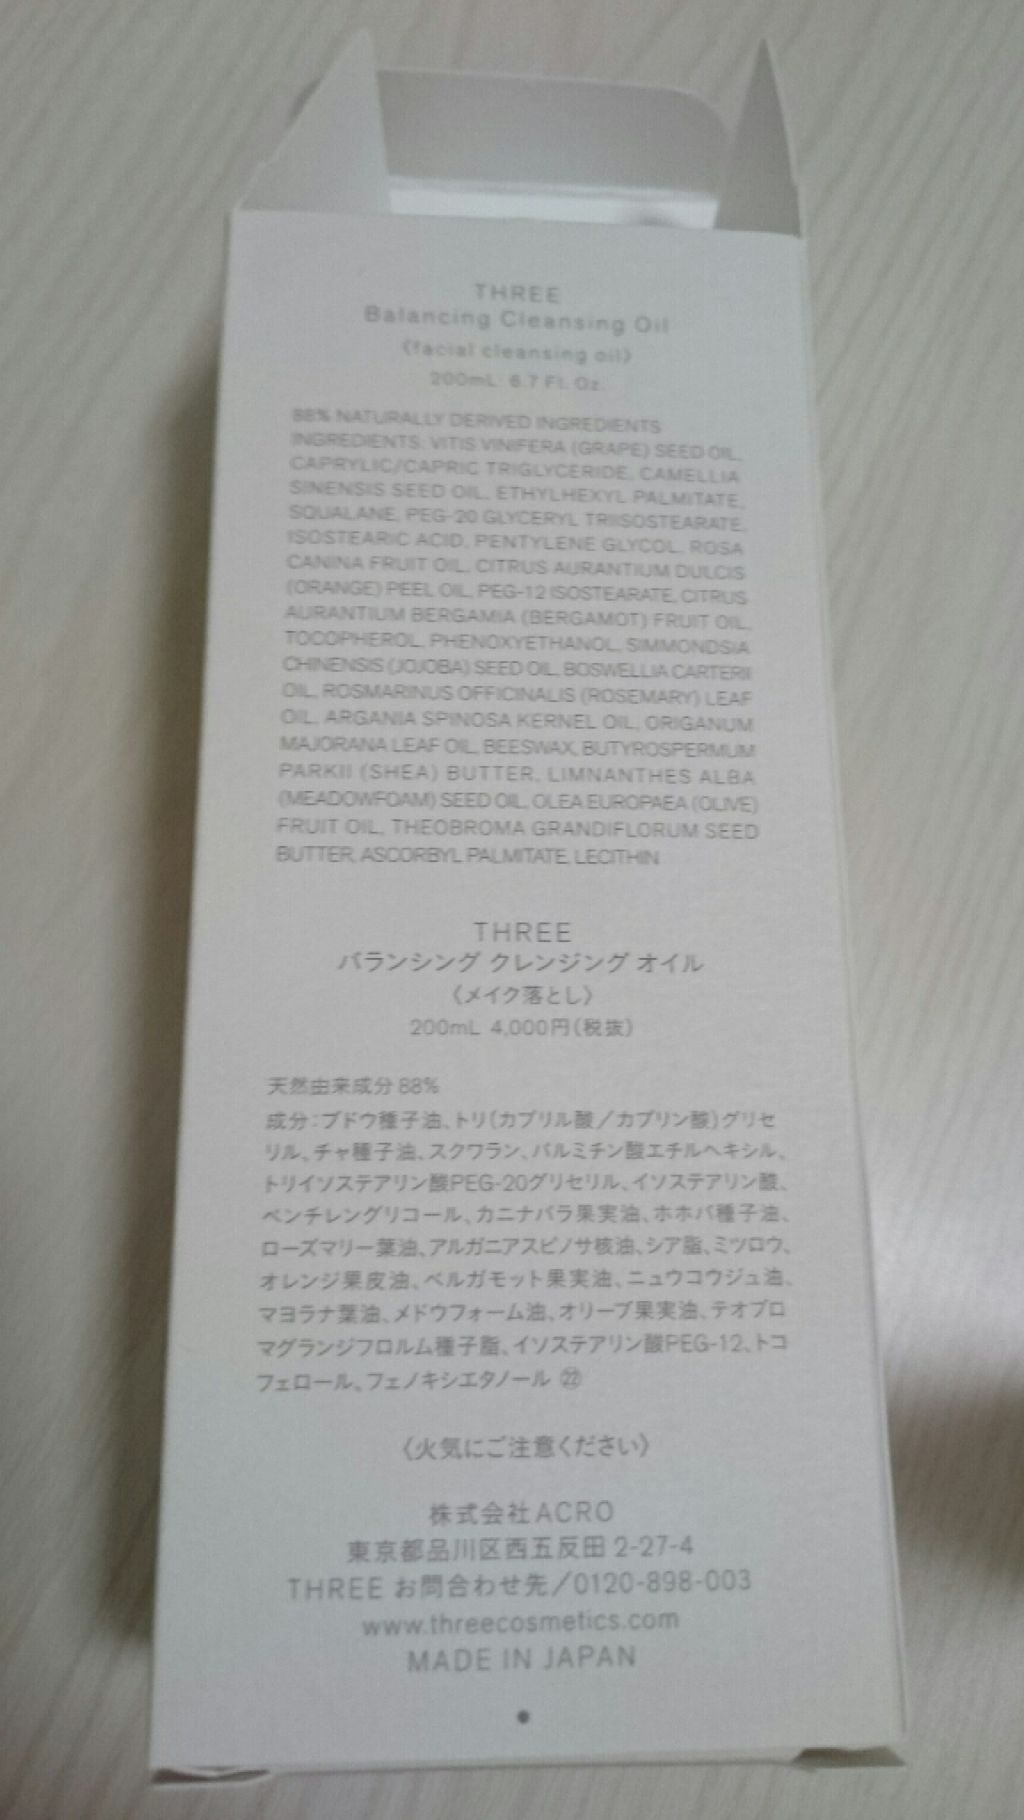 THREE
Balancing Cleansing Oil
〈facial cleansing oil〉
200mL 6.7 Fl. Oz.
88% NATURALLY DERIVED INGREDIENTS
INGREDIENTS: VITIS VINIFERA (GRAPE) SEED OIL,
CAPRYLIC/CAPRIC TRIGLYCERIDE, CAMELLIA
SINENSIS SEED OIL, ETHYLHEXYL PALMITATE,
SQUALANE, PEG-20 GLYCERYL TRIISOSTEARATE,
ISOSTEARIC ACID, PENTYLENE GLYCOL, ROSA
CANINA FRUIT OIL, CITRUS AURANTIUM DULCIS
(ORANGE) PEEL OIL, PEG-12 ISOSTEARATE, CITRUS
AURANTIUM BERGAMIA (BERGAMOT) FRUIT OIL,
TOCOPHEROL, PHENOXYETHANOL, SIMMONDSIA
CHINENSIS (JOJOBA) SEED OIL, BOSWELLIA CARTERII
OIL, ROSMARINUS OFFICINALIS (ROSEMARY) LEAF
OIL, ARGANIA SPINOSA KERNEL OIL, ORIGANUM
MAJORANA LEAF OIL, BEESWAX, BUTYROSPERMUM
PARKII (SHEA) BUTTER, LIMNANTHES ALBA
(MEADOWFOAM) SEED OIL, OLEA EUROPAEA (OLIVE)
FRUIT OIL, THEOBROMA GRANDIFLORUM SEED
BUTTER, ASCORBYL PALMITATE, LECITHIN
THREE
バランシング クレンジング オイル
〈メイク落とし〉
200mL 4,000円(税抜)
天然由来成分 88%
成分：ブドウ種子油、トリ(カプリル酸／カプリン酸)グリセ
リル、チャ種子油、スクワラン、パルミチン酸エチルヘキシル、
トリイソステアリン酸PEG-20グリセリル、イソステアリン酸、
ペンチレングリコール、カニナバラ果実油、ホホバ種子油、
ローズマリー葉油、アルガニアスピノサ核油、シア脂、ミツロウ、
オレンジ果皮油、ベルガモット果実油、ニュウコウジュ油、
マヨラナ葉油、メドウフォーム油、オリーブ果実油、テオブロ
マグランジフロルム種子脂、イソステアリン酸PEG-12、トコ
フェロール、フェノキシエタノール ㉒
〈火気にご注意ください〉
株式会社ACRO
東京都品川区西五反田 2-27-4
THREE お問合わせ先／0120-898-003
www.threecosmetics.com
MADE IN JAPAN